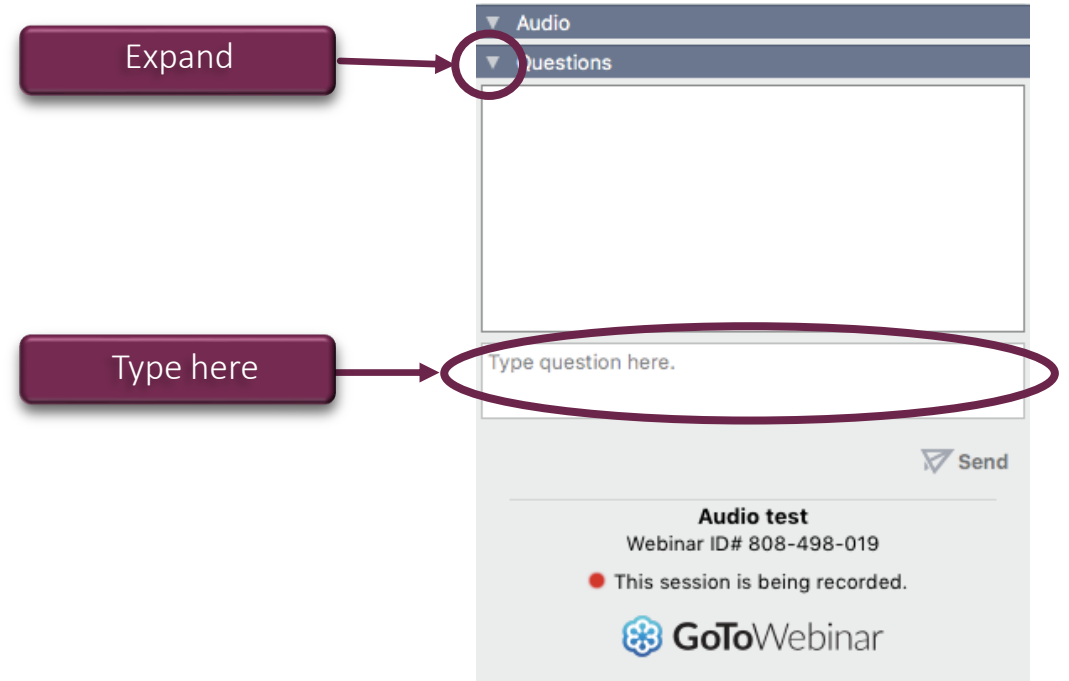 Audio
Expand
Questions
Type here
Type question here.
Send
Audio test
Webinar ID# 808-498-019
This session is being recorded.
GoToWebinar